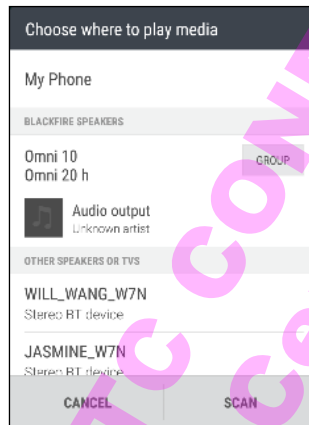 Choose where to play media
My Phone
BLACKFIRE SPEAKERS
Omni 10
Omni 20 h
GROUP
Audio output
Unknown artist
OTHER SPEAKERS OR TVS
WILL_WANG_W7N
Stereo BT device
JASMINE_W7N
Stereo BT device
CANCEL
SCAN